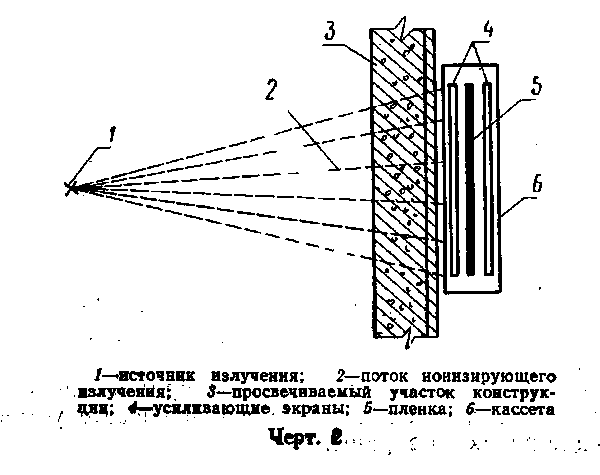 3
4
2
5
1
6
1—источник излучения; 2—поток ионизирующего
излучения; 3—просвечиваемый участок конструк-
ции; 4—усиливающие экраны; 5—пленка; 6—кассета
Черт. 2